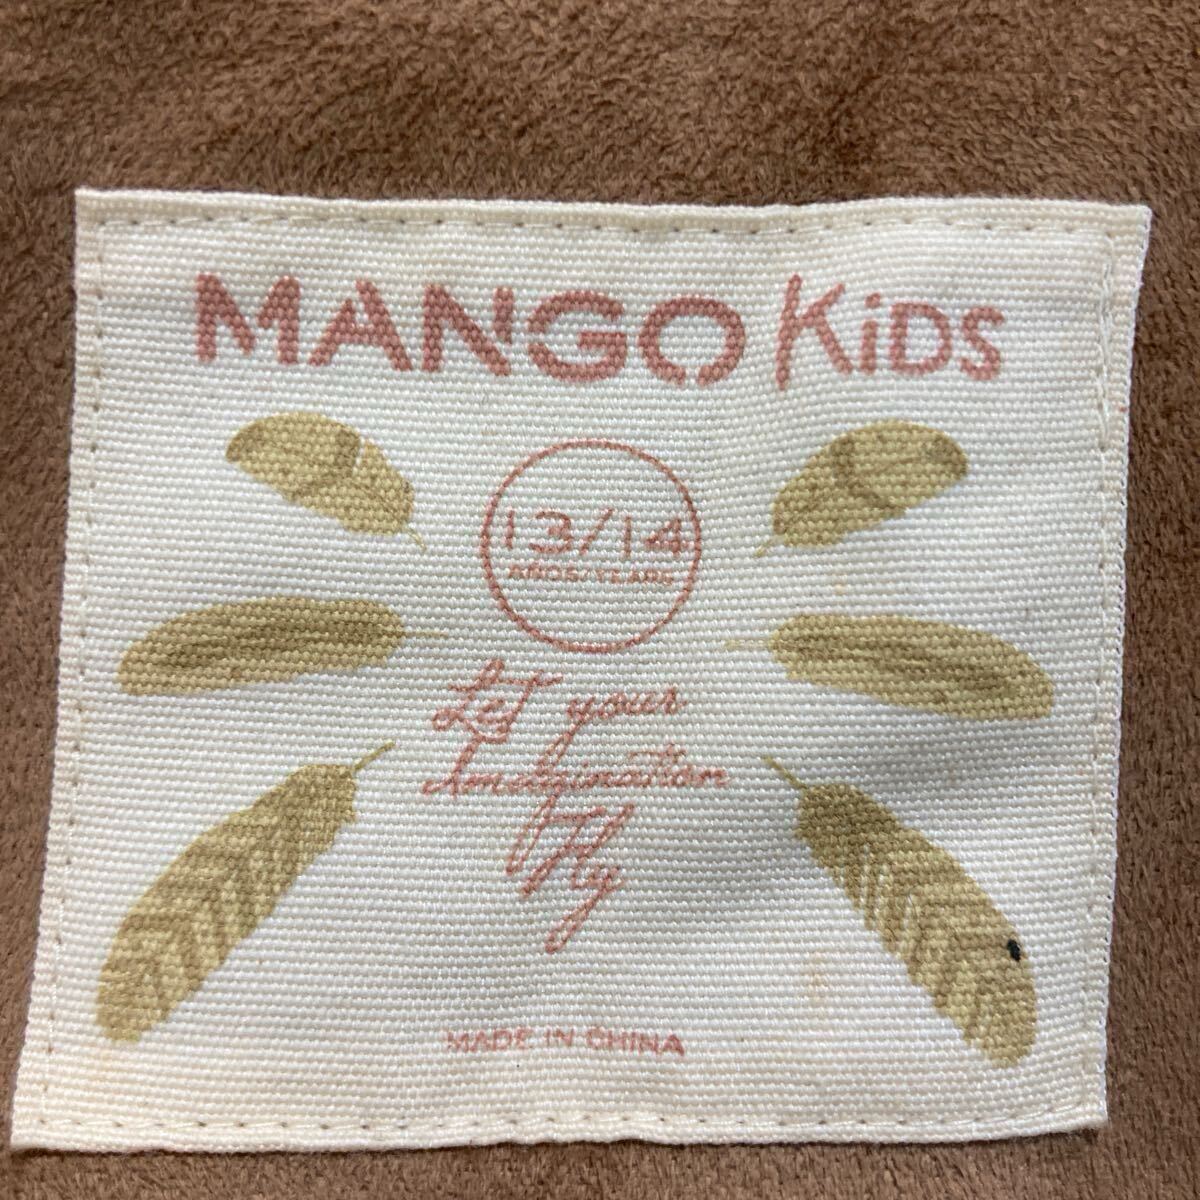 MANGO KiDS
13/14
AÑOS/YEARS
Let your
Imagination
Fly
MADE IN CHINA